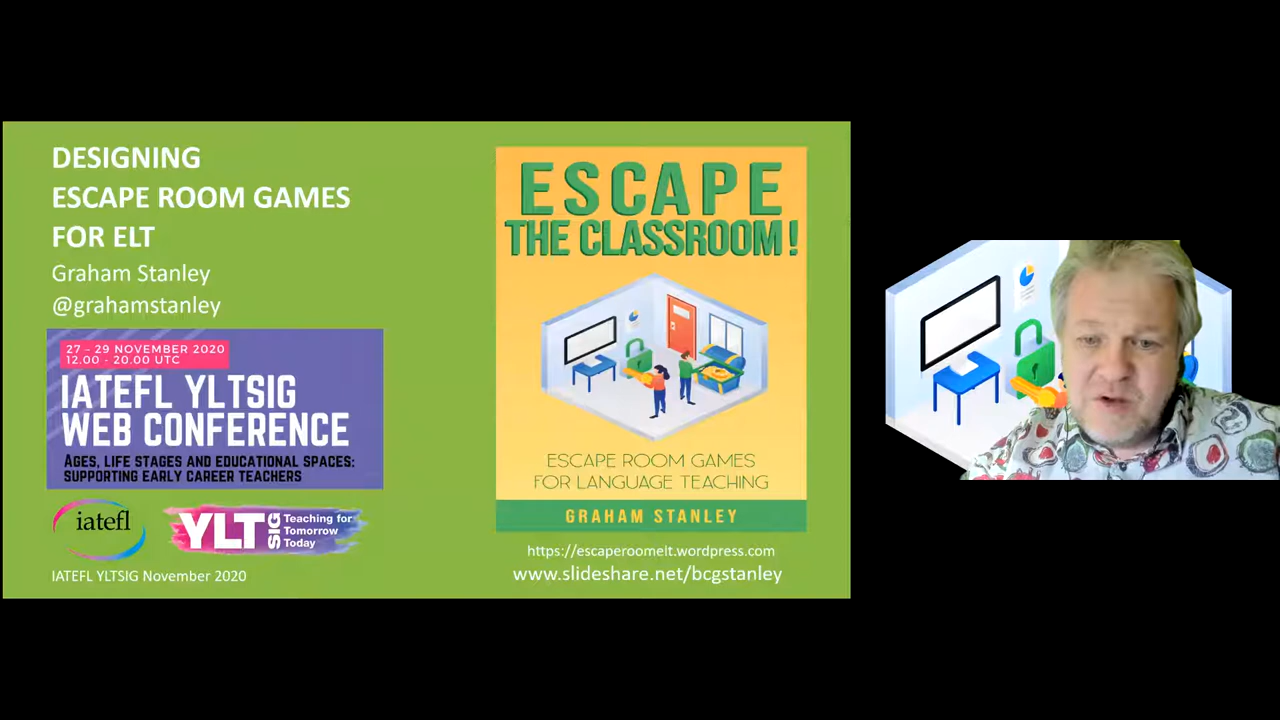 DESIGNING
ESCAPE ROOM GAMES
FOR ELT
Graham Stanley
@grahamstanley
27 – 29 NOVEMBER 2020
12.00 - 20.00 UTC
IATEFL YLTSIG
WEB CONFERENCE
AGES, LIFE STAGES AND EDUCATIONAL SPACES:
SUPPORTING EARLY CAREER TEACHERS
iatefl
YLT SIG
Teaching for
Tomorrow
Today
IATEFL YLTSIG November 2020
ESCAPE
THE CLASSROOM!
ESCAPE ROOM GAMES
FOR LANGUAGE TEACHING
GRAHAM STANLEY
https://escaperoomelt.wordpress.com
www.slideshare.net/bcgstanley